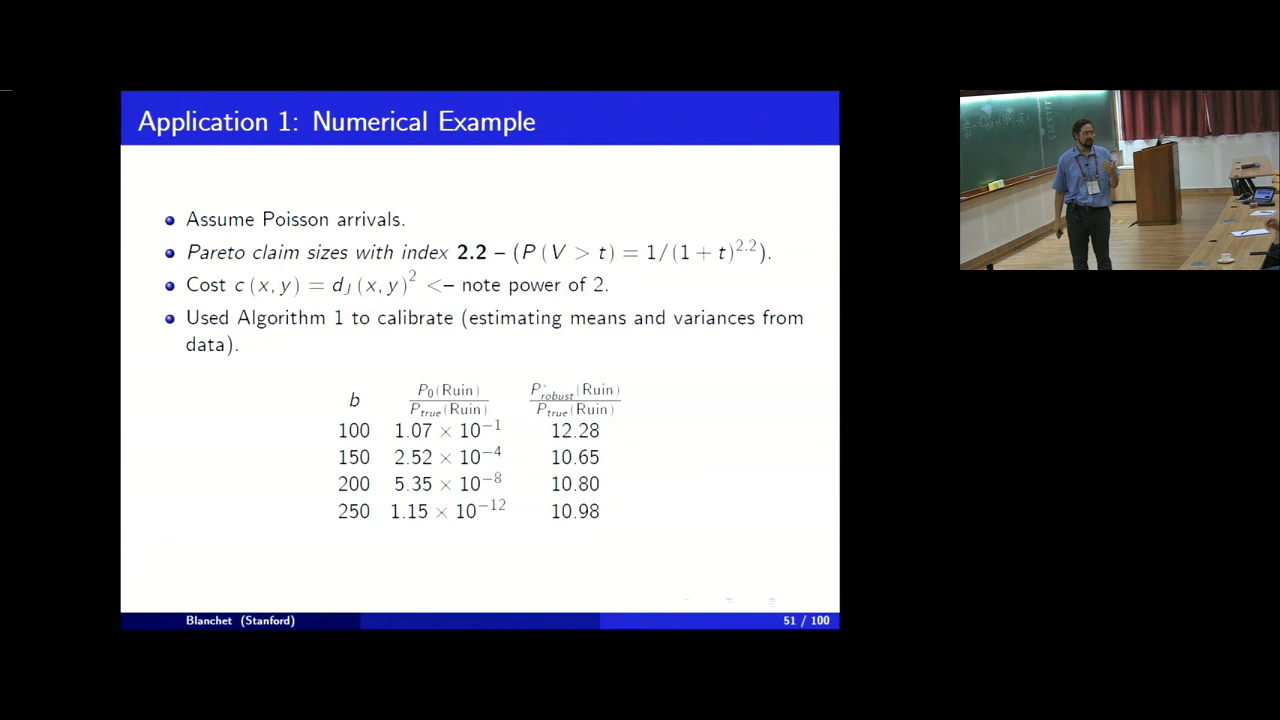 Application 1: Numerical Example
Assume Poisson arrivals.
Pareto claim sizes with index 2.2 – (P (V > t) = 1/(1 + t)^2.2).
Cost c (x, y) = d_J (x, y)^2 <– note power of 2.
Used Algorithm 1 to calibrate (estimating means and variances from
data).
b P_0(Ruin)/P_true(Ruin) P*_robust(Ruin)/P_true(Ruin)
100 1.07 × 10^−1 12.28
150 2.52 × 10^−4 10.65
200 5.35 × 10^−8 10.80
250 1.15 × 10^−12 10.98
Blanchet (Stanford) 51 / 100